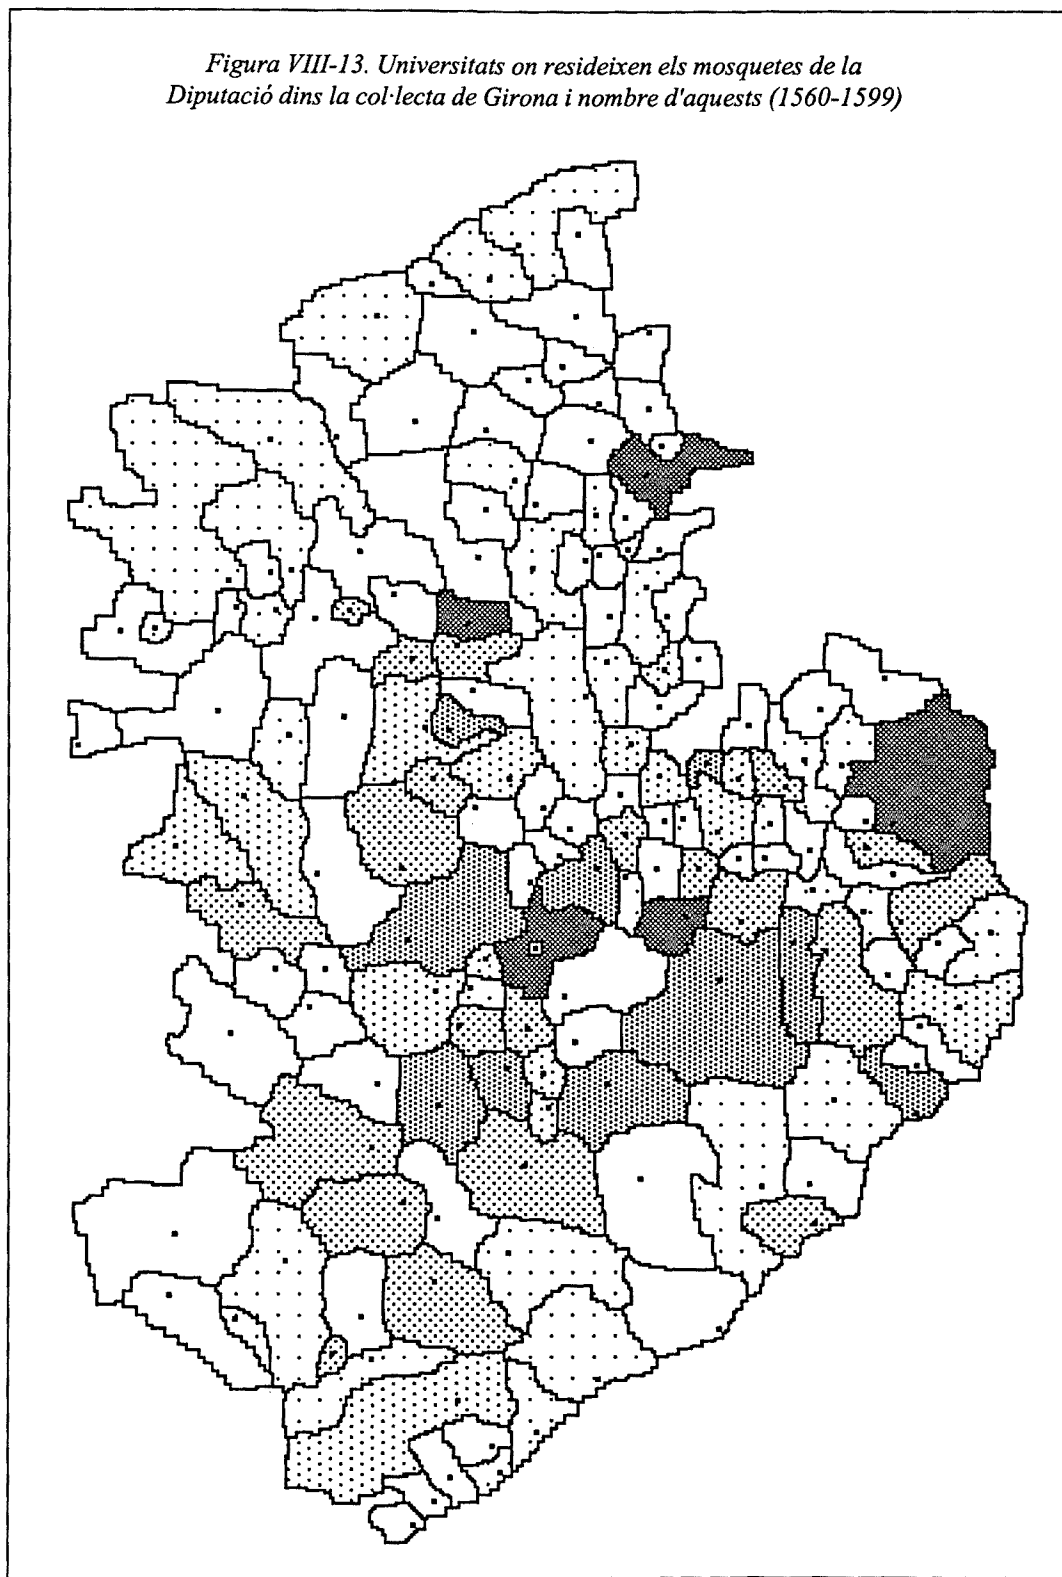 Figura VIII-13. Universitats on resideixen els mosquetes de la
Diputació dins la col·lecta de Girona i nombre d'aquests (1560-1599)